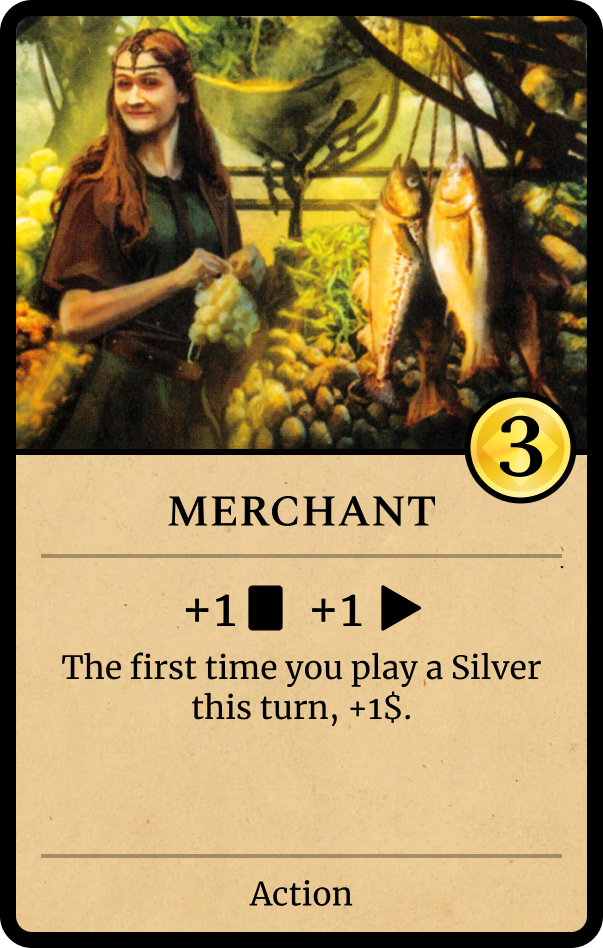 3
MERCHANT
+1 +1
The first time you play a Silver
this turn, +1$.
Action